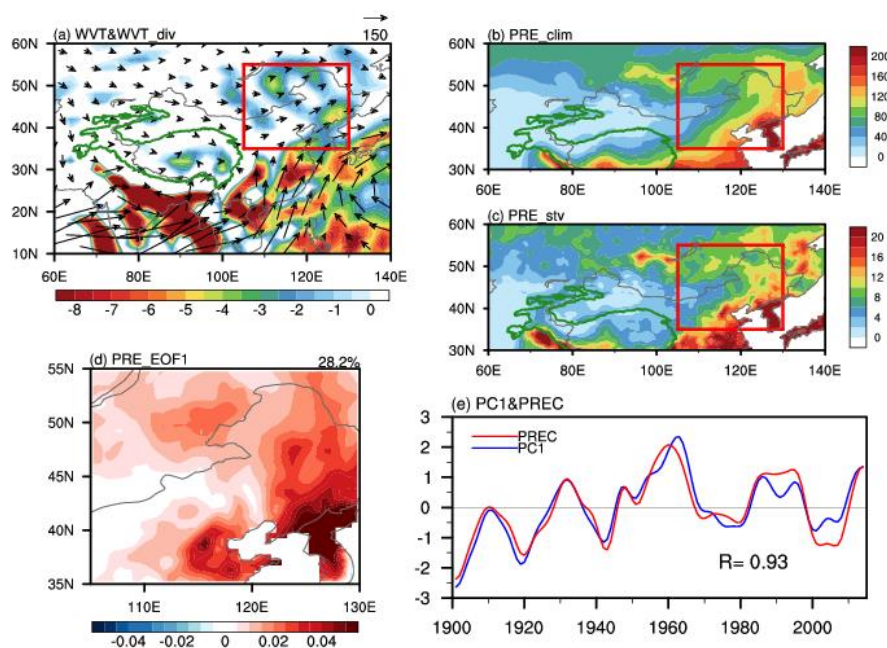 (a) WVT&WVT_div
150
60N
50N
40N
30N
20N
10N
60E 80E 100E 120E 140E
-8 -7 -6 -5 -4 -3 -2 -1 0
(b) PRE_clim
60N
50N
40N
30N
60E 80E 100E 120E 140E
200
160
120
80
40
0
(c) PRE_stv
60N
50N
40N
30N
60E 80E 100E 120E 140E
20
16
12
8
4
0
(d) PRE_EOF1 28.2%
55N
50N
45N
40N
35N
110E 120E 130E
-0.04 -0.02 0 0.02 0.04
(e) PC1&PREC
3
2
1
0
-1
-2
-3
PREC
PC1
R= 0.93
1900 1920 1940 1960 1980 2000